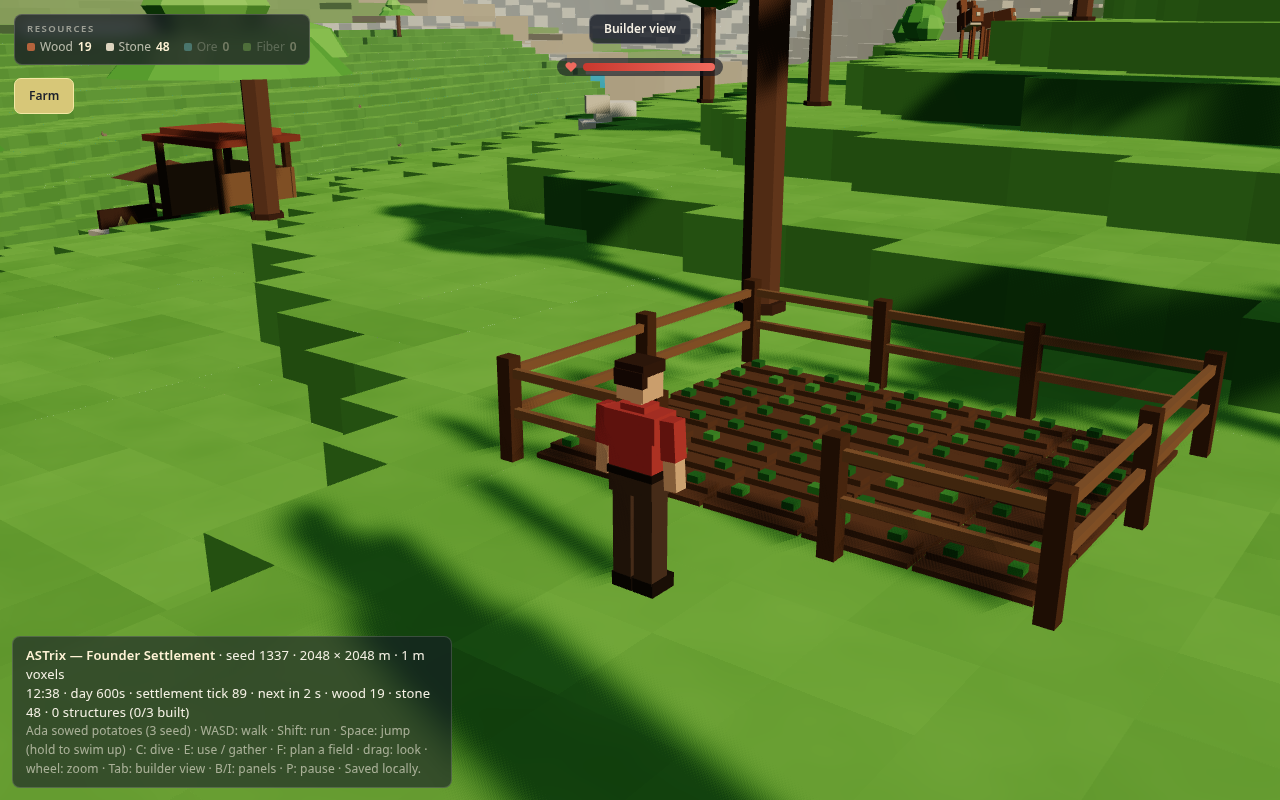 RESOURCES
Wood 19 Stone 48 Ore 0 Fiber 0
Builder view
Farm
ASTrix — Founder Settlement · seed 1337 · 2048 × 2048 m · 1 m
voxels
12:38 · day 600s · settlement tick 89 · next in 2 s · wood 19 · stone
48 · 0 structures (0/3 built)
Ada sowed potatoes (3 seed) · WASD: walk · Shift: run · Space: jump
(hold to swim up) · C: dive · E: use / gather · F: plan a field · drag: look ·
wheel: zoom · Tab: builder view · B/I: panels · P: pause · Saved locally.